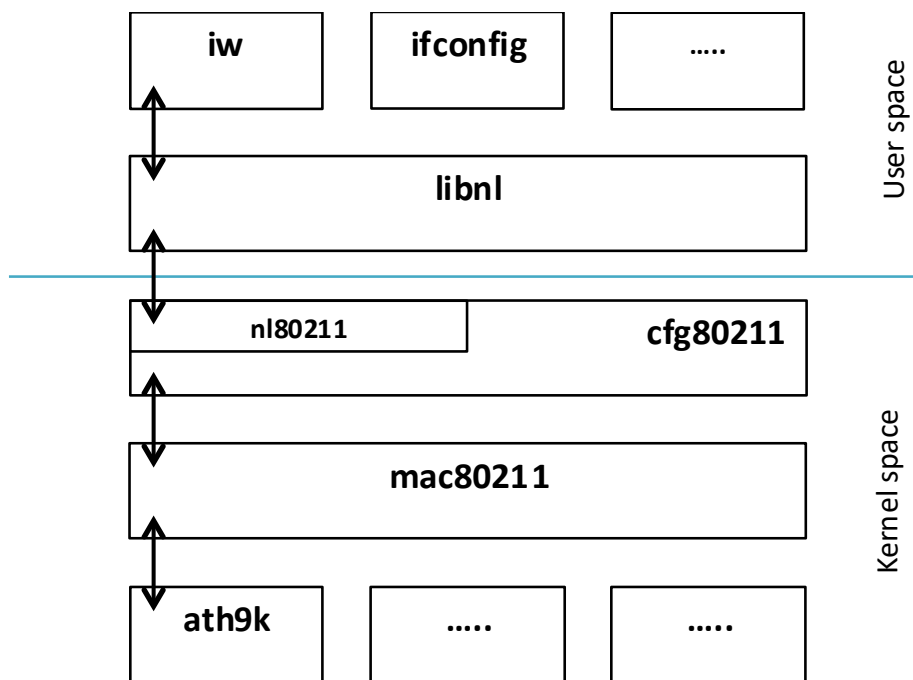 iw
ifconfig
.....
User space
libnl
nl80211
cfg80211
Kernel space
mac80211
ath9k
.....
.....